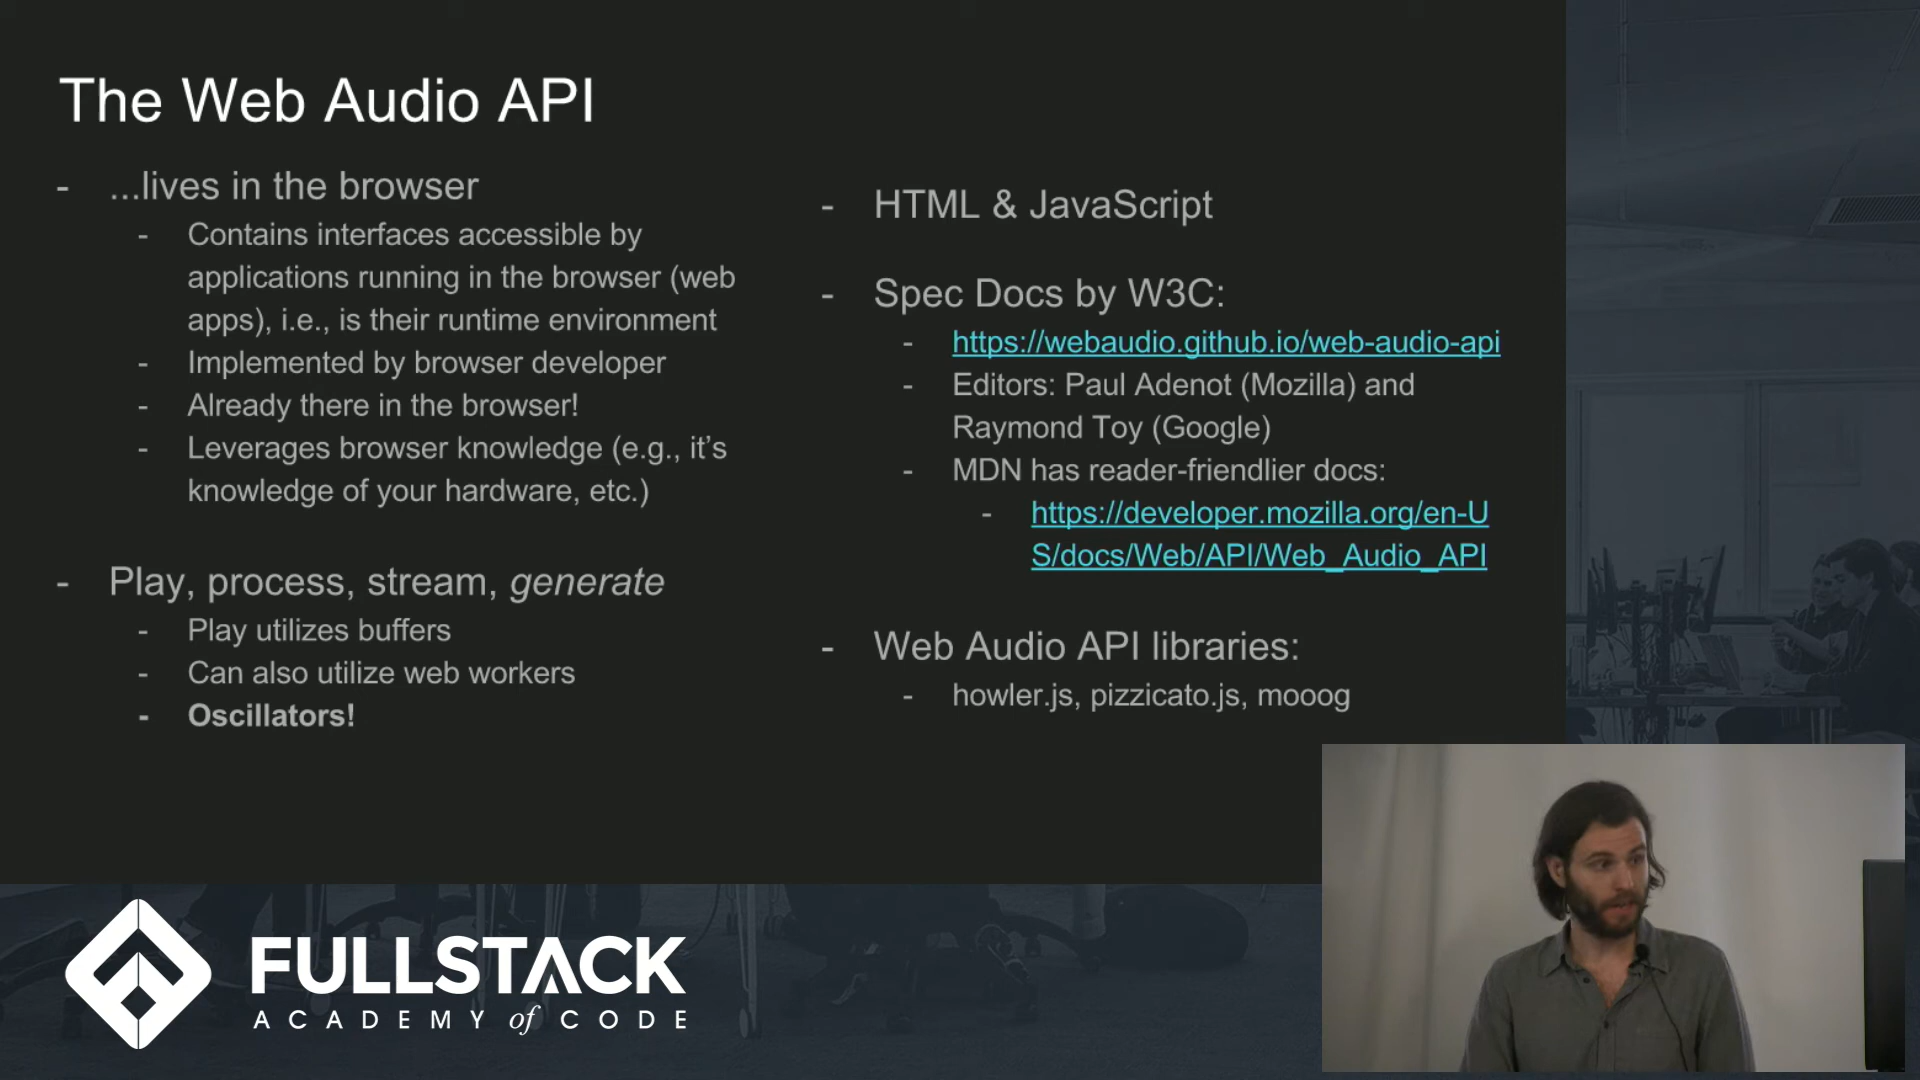 The Web Audio API
- ...lives in the browser
- Contains interfaces accessible by
applications running in the browser (web
apps), i.e., is their runtime environment
- Implemented by browser developer
- Already there in the browser!
- Leverages browser knowledge (e.g., it's
knowledge of your hardware, etc.)
- Play, process, stream, generate
- Play utilizes buffers
- Can also utilize web workers
- Oscillators!
- HTML & JavaScript
- Spec Docs by W3C:
- https://webaudio.github.io/web-audio-api
- Editors: Paul Adenot (Mozilla) and
Raymond Toy (Google)
- MDN has reader-friendlier docs:
- https://developer.mozilla.org/en-U
S/docs/Web/API/Web_Audio_API
- Web Audio API libraries:
- howler.js, pizzicato.js, mooog
FULLSTACK
ACADEMY of CODE